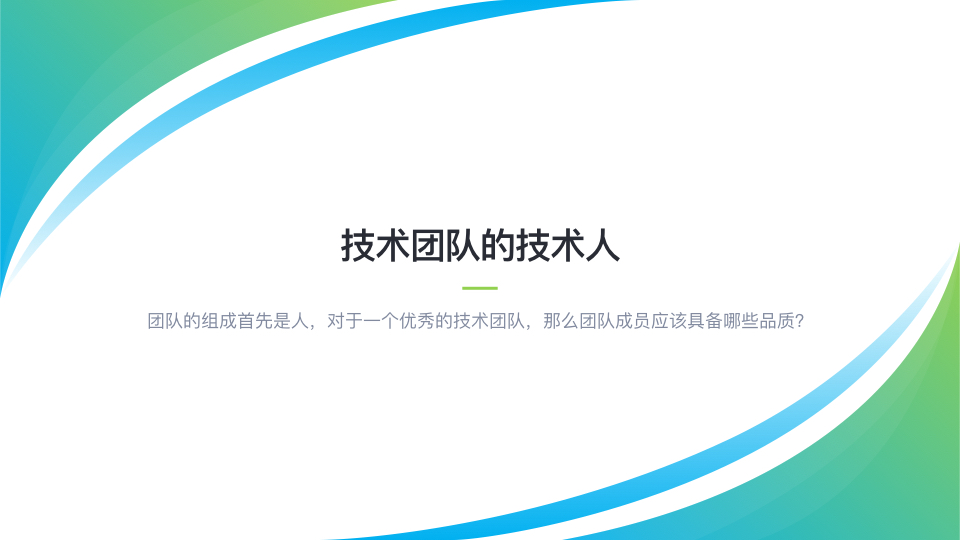 技术团队的技术人
团队的组成首先是人，对于一个优秀的技术团队，那么团队成员应该具备哪些品质？